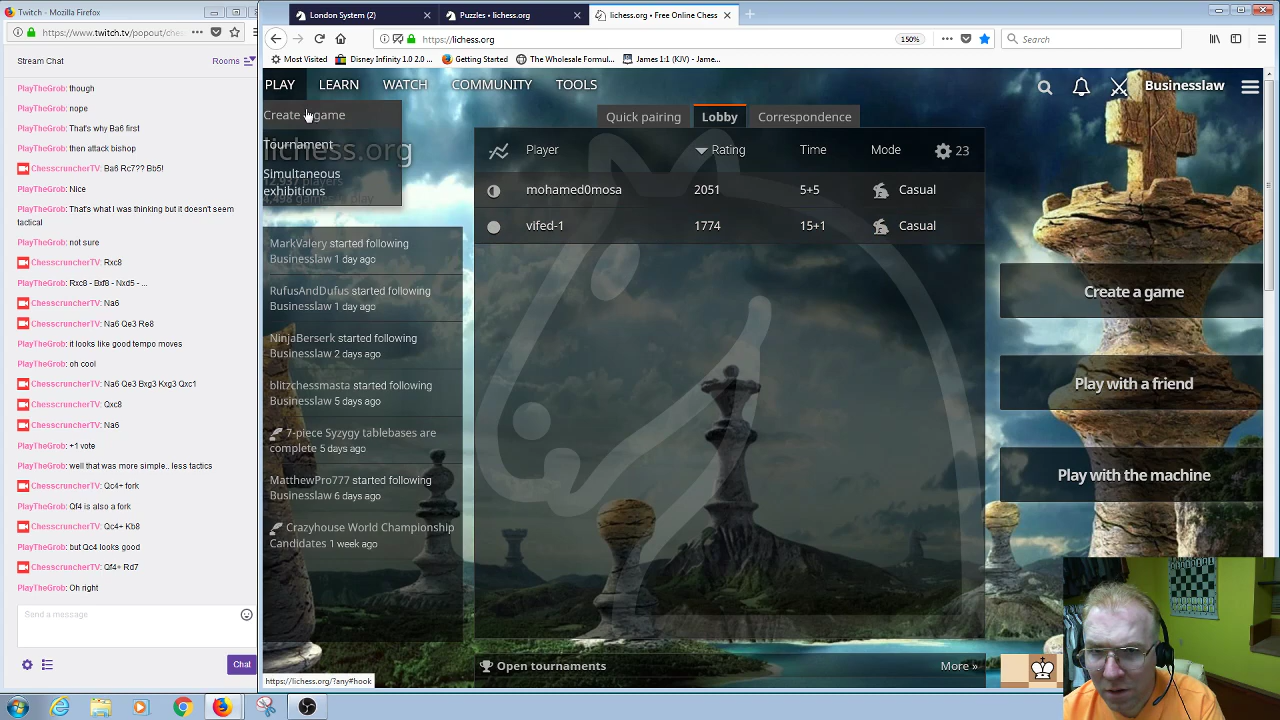 Twitch - Mozilla Firefox
https://www.twitch.tv/popout/ches
Stream Chat
Rooms
PlayTheGrob: though
PlayTheGrob: nope
PlayTheGrob: That's why Ba6 first
PlayTheGrob: then attack bishop
ChesscruncherTV: Ba6 Rc7?? Bb5!
PlayTheGrob: Nice
PlayTheGrob: That's what I was thinking but it doesn't seem
tactical
PlayTheGrob: not sure
ChesscruncherTV: Rxc8
PlayTheGrob: Rxc8 - Bxf8 - Nxd5 - ...
ChesscruncherTV: Na6
ChesscruncherTV: Na6 Qe3 Re8
PlayTheGrob: it looks like good tempo moves
PlayTheGrob: oh cool
ChesscruncherTV: Na6 Qe3 Bxg3 Kxg3 Qxc1
ChesscruncherTV: Qxc8
ChesscruncherTV: Na6
PlayTheGrob: +1 vote
PlayTheGrob: well that was more simple.. less tactics
ChesscruncherTV: Qc4+ fork
PlayTheGrob: Qf4 is also a fork
ChesscruncherTV: Qc4+ Kb8
PlayTheGrob: but Qc4 looks good
ChesscruncherTV: Qf4+ Rd7
PlayTheGrob: Oh right
Send a message
Chat
London System (2)
Puzzles • lichess.org
lichess.org • Free Online Chess
https://lichess.org
150%
Search
Most Visited
Disney Infinity 1.0 2.0 ...
Getting Started
The Wholesale Formul...
James 1:1 (KJV) - Jame...
PLAY LEARN WATCH COMMUNITY TOOLS
Businesslaw
Create a game
Tournament
Simultaneous
exhibitions
lichess.org
12,937 players
4,498 games in play
MarkValery started following
Businesslaw 1 day ago
RufusAndDufus started following
Businesslaw 1 day ago
NinjaBerserk started following
Businesslaw 2 days ago
blitzchessmasta started following
Businesslaw 5 days ago
7-piece Syzygy tablebases are
complete 5 days ago
MatthewPro777 started following
Businesslaw 6 days ago
Crazyhouse World Championship
Candidates 1 week ago
Quick pairing Lobby Correspondence
Player Rating Time Mode 23
mohamed0mosa 2051 5+5 Casual
vifed-1 1774 15+1 Casual
Create a game
Play with a friend
Play with the machine
Open tournaments
More »
https://lichess.org/?any#hook